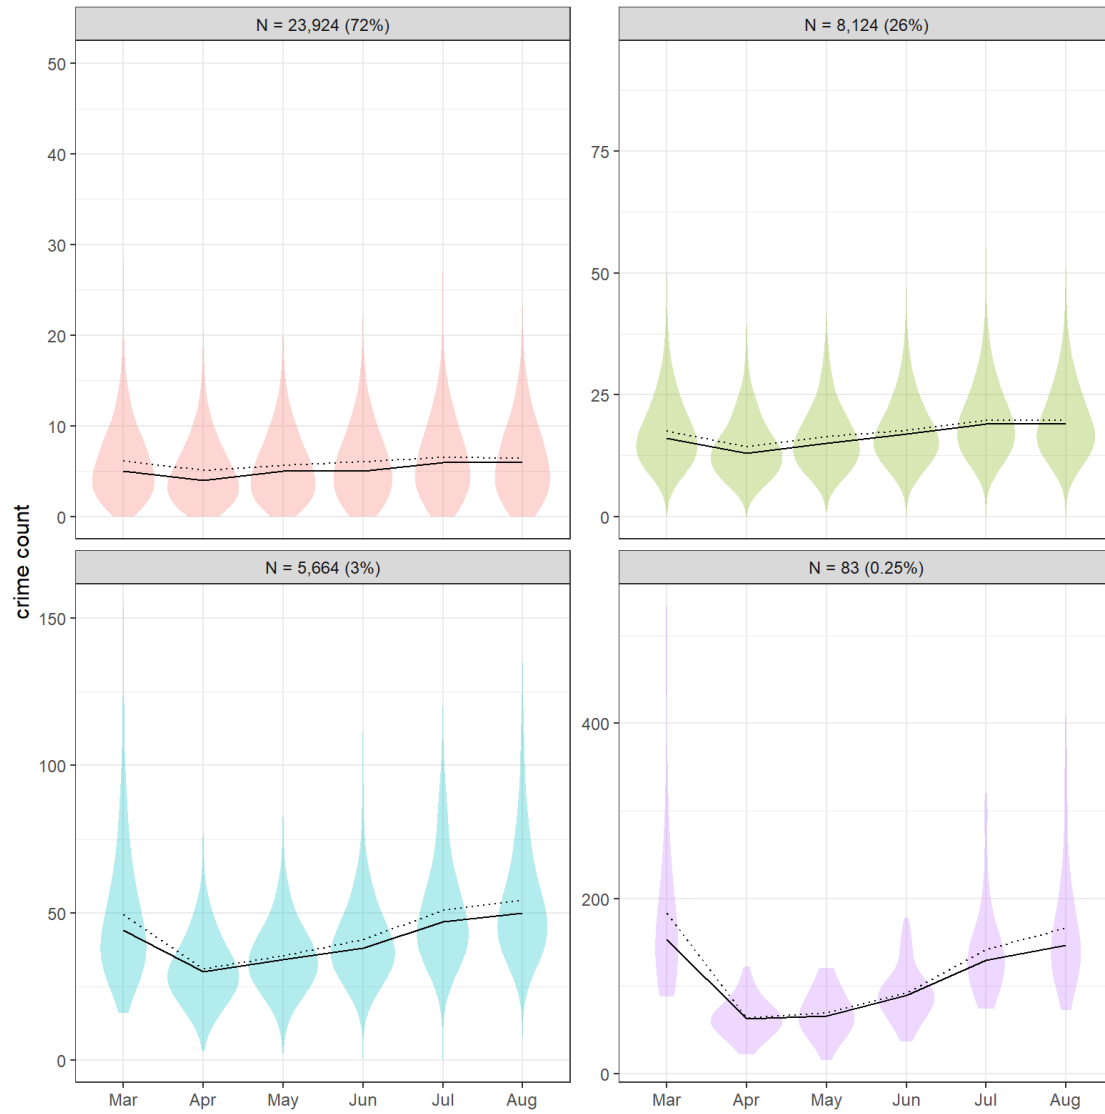 N = 23,924 (72%)
N = 8,124 (26%)
50
40
30
20
10
0
75
50
25
0
crime count
N = 5,664 (3%)
N = 83 (0.25%)
150
100
50
0
400
200
0
Mar Apr May Jun Jul Aug
Mar Apr May Jun Jul Aug